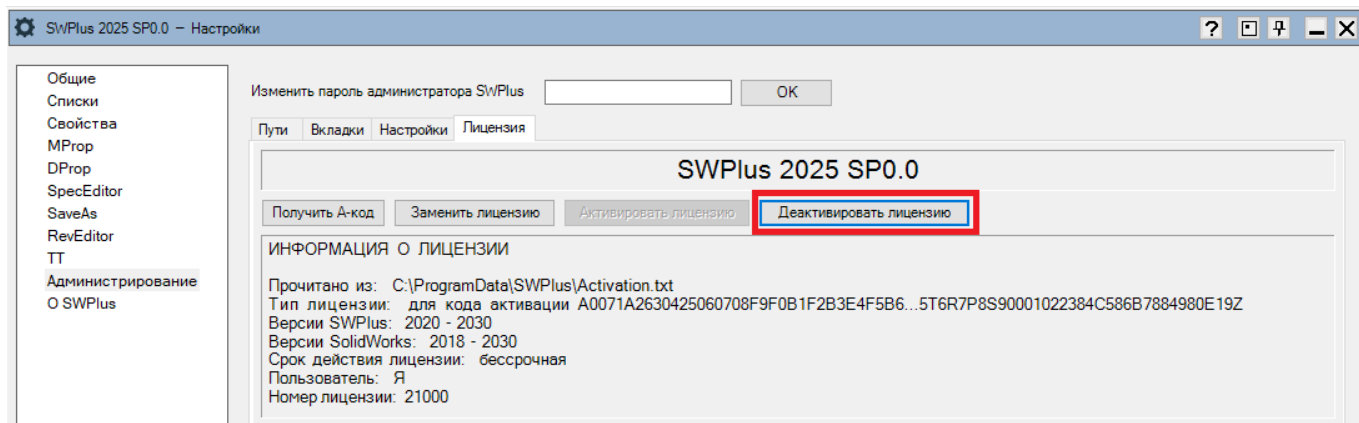 SWPlus 2025 SP0.0 – Настройки
Общие
Списки
Свойства
MProp
DProp
SpecEditor
SaveAs
RevEditor
ТТ
Администрирование
О SWPlus
Изменить пароль администратора SWPlus
OK
Пути Вкладки Настройки Лицензия
SWPlus 2025 SP0.0
Получить А-код Заменить лицензию Активировать лицензию Деактивировать лицензию
ИНФОРМАЦИЯ О ЛИЦЕНЗИИ
Прочитано из: C:\ProgramData\SWPlus\Activation.txt
Тип лицензии: для кода активации A0071A2630425060708F9F0B1F2B3E4F5B6...5T6R7P8S90001022384C586B7884980E19Z
Версии SWPlus: 2020 - 2030
Версии SolidWorks: 2018 - 2030
Срок действия лицензии: бессрочная
Пользователь: Я
Номер лицензии: 21000